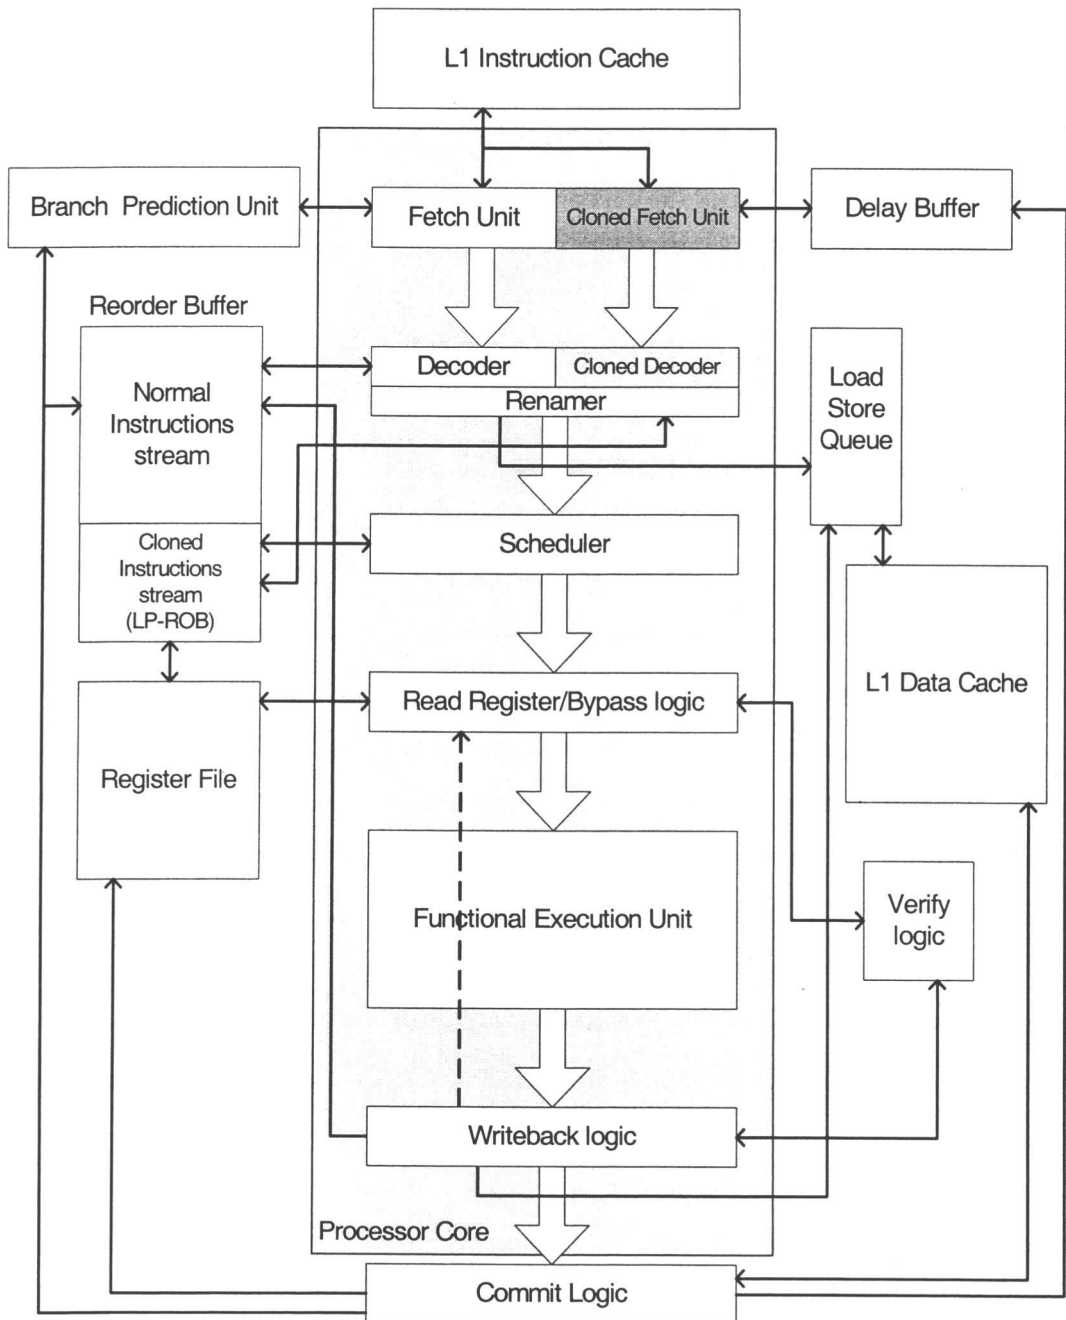 L1 Instruction Cache
Branch Prediction Unit
Fetch Unit
Cloned Fetch Unit
Delay Buffer
Reorder Buffer
Decoder
Cloned Decoder
Renamer
Normal
Instructions
stream
Load
Store
Queue
Cloned
Instructions
stream
(LP-ROB)
Scheduler
Read Register/Bypass logic
L1 Data Cache
Register File
Functional Execution Unit
Verify
logic
Writeback logic
Processor Core
Commit Logic